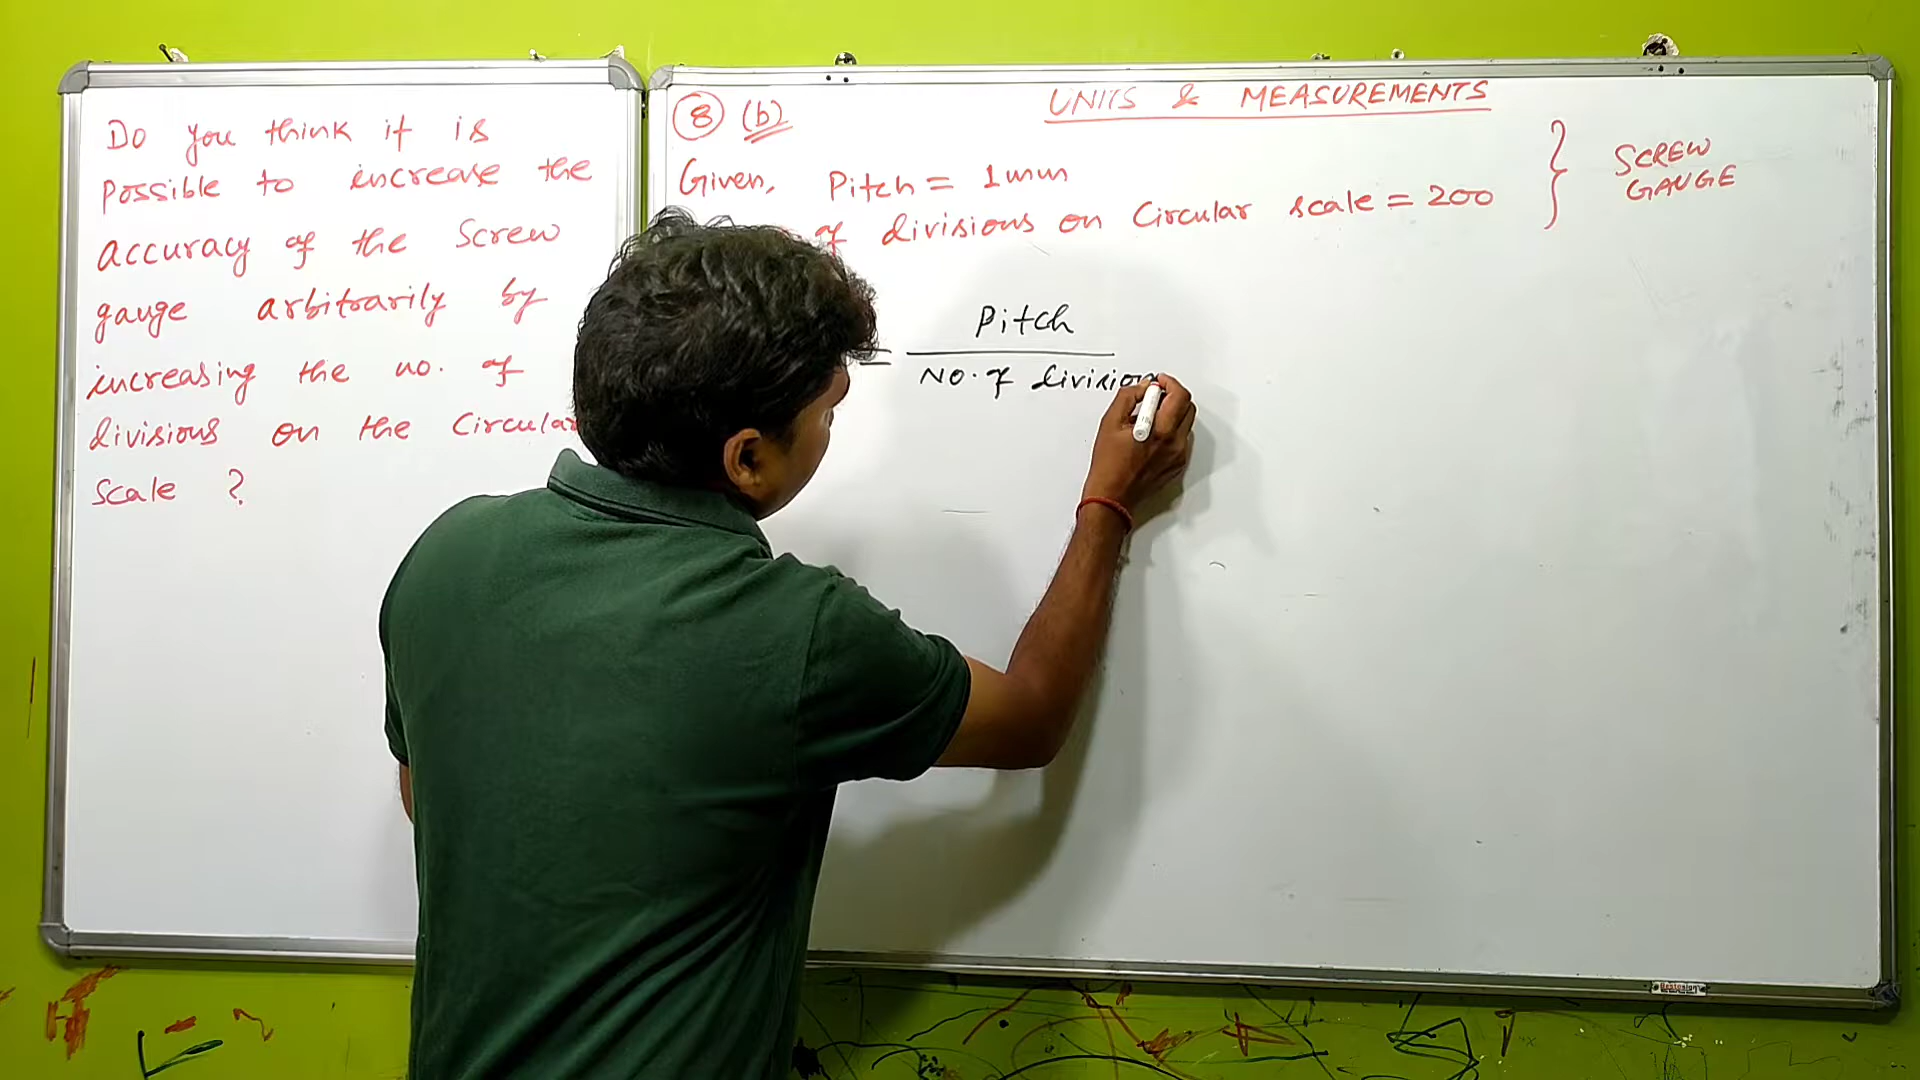 Do you think it is
possible to increase the
accuracy of the Screw
gauge arbitrarily by
increasing the no. of
divisions on the Circular
scale ?
UNITS & MEASUREMENTS
8 (b)
Given, Pitch = 1mm
of divisions on Circular scale = 200
SCREW
GAUGE
= Pitch
No. of divisions